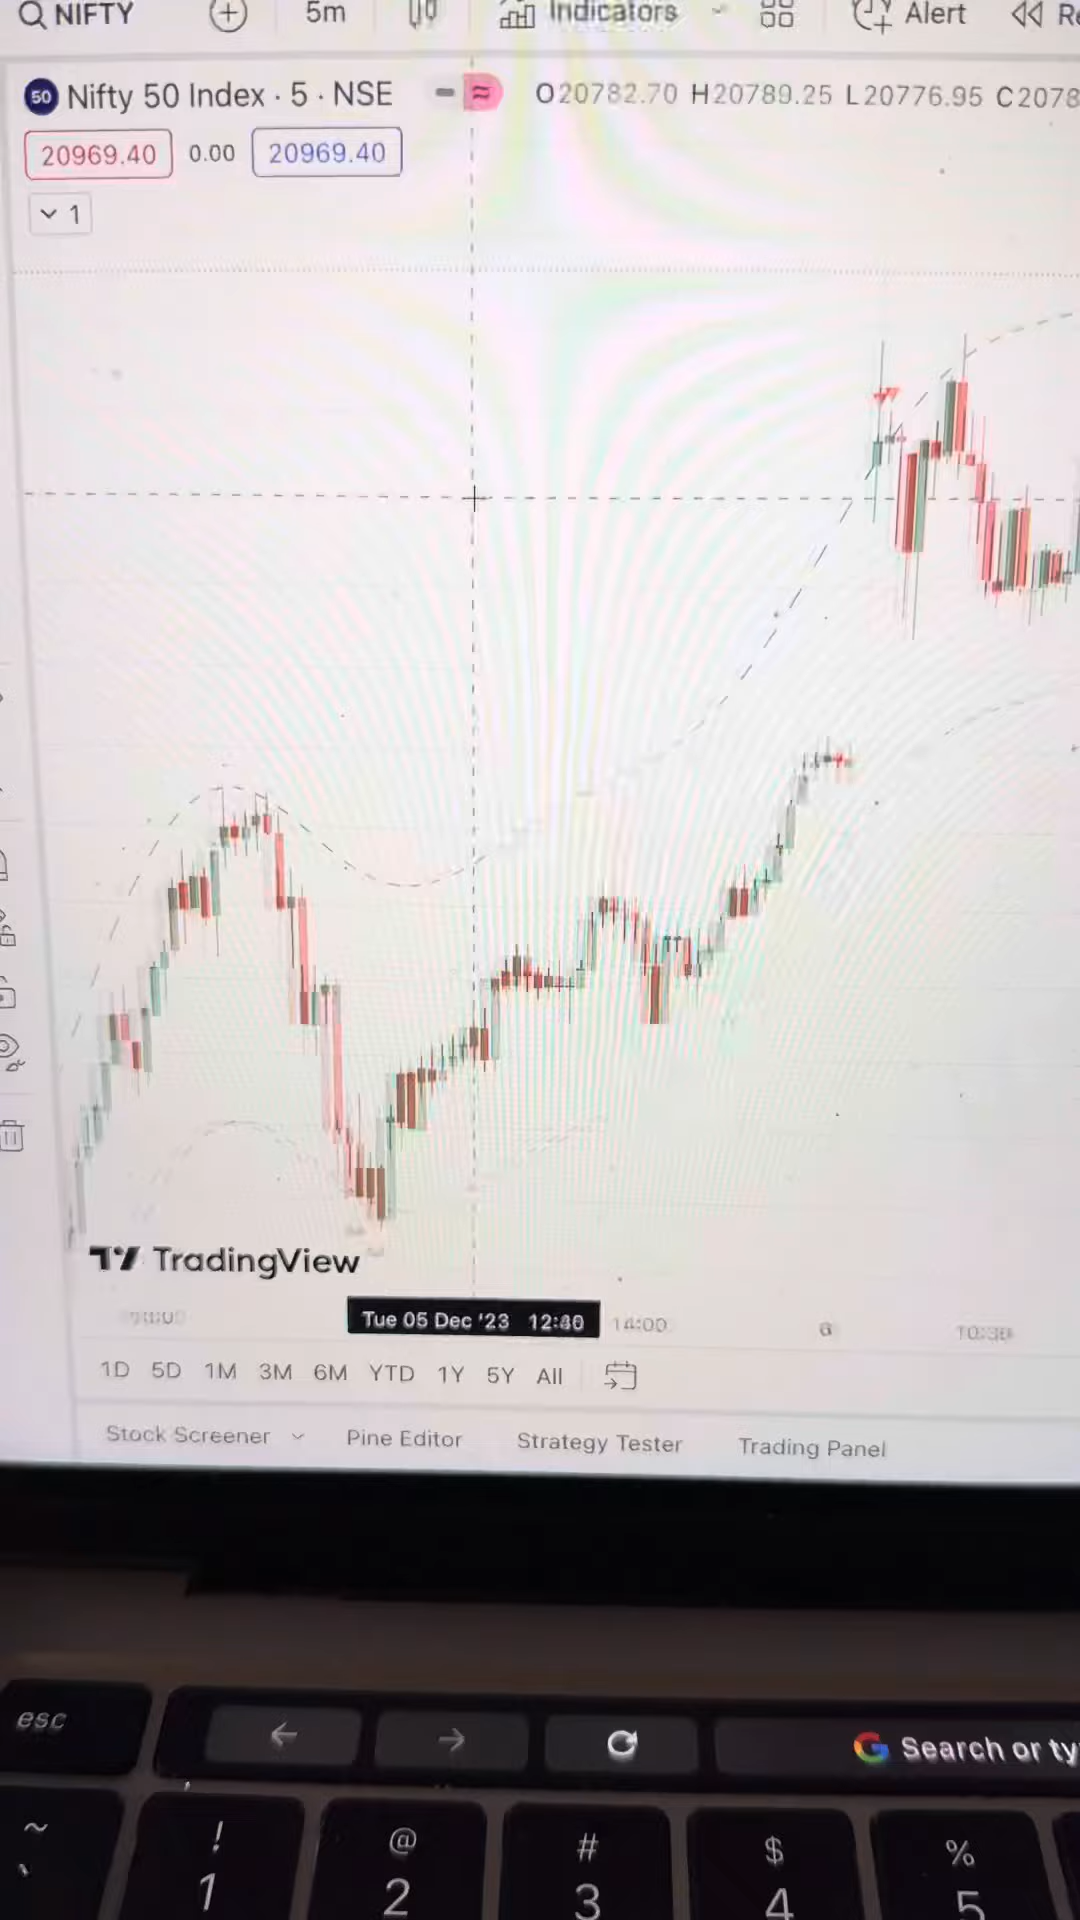 NIFTY 5m Indicators Alert
50 Nifty 50 Index · 5 · NSE O20782.70 H20789.25 L20776.95 C2078
20969.40 0.00 20969.40
1
TradingView
Tue 05 Dec '23 14:00 6
1D 5D 1M 3M 6M YTD 1Y 5Y All
Stock Screener Pine Editor Strategy Tester Trading Panel
esc Search or ty
~ ! @ # $ %
` 1 2 3 4 5